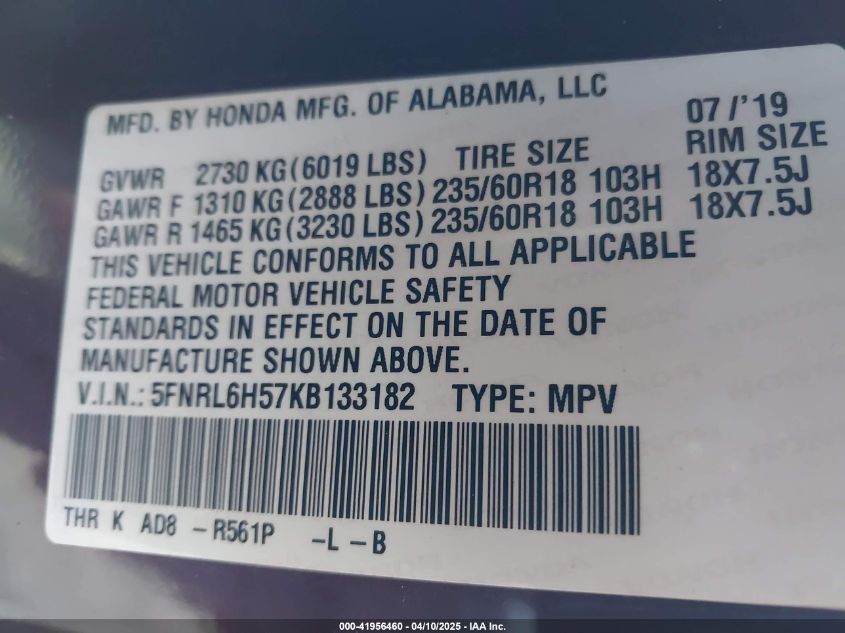 MFD. BY HONDA MFG. OF ALABAMA, LLC
07 /'19
GVWR 2730 KG(6019 LBS) TIRE SIZE RIM SIZE
GAWR F 1310 KG(2888 LBS) 235/60R18 103H 18X7.5J
GAWR R 1465 KG(3230 LBS) 235/60R18 103H 18X7.5J
THIS VEHICLE CONFORMS TO ALL APPLICABLE
FEDERAL MOTOR VEHICLE SAFETY
STANDARDS IN EFFECT ON THE DATE OF
MANUFACTURE SHOWN ABOVE.
V.I.N.: 5FNRL6H57KB133182 TYPE: MPV
THR K AD8 -R561P -L -B
000-41956460 - 04/10/2025 - IAA Inc.